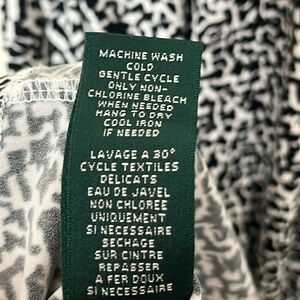 MACHINE WASH
COLD
GENTLE CYCLE
ONLY NON-
CHLORINE BLEACH
WHEN NEEDED
HANG TO DRY
COOL IRON
IF NEEDED
LAVAGE A 30°
CYCLE TEXTILES
DELICATS
EAU DE JAVEL
NON CHLOREE
UNIQUEMENT
SI NECESSAIRE
SECHAGE
SUR CINTRE
REPASSER
A FER DOUX
SI NECESSAIRE